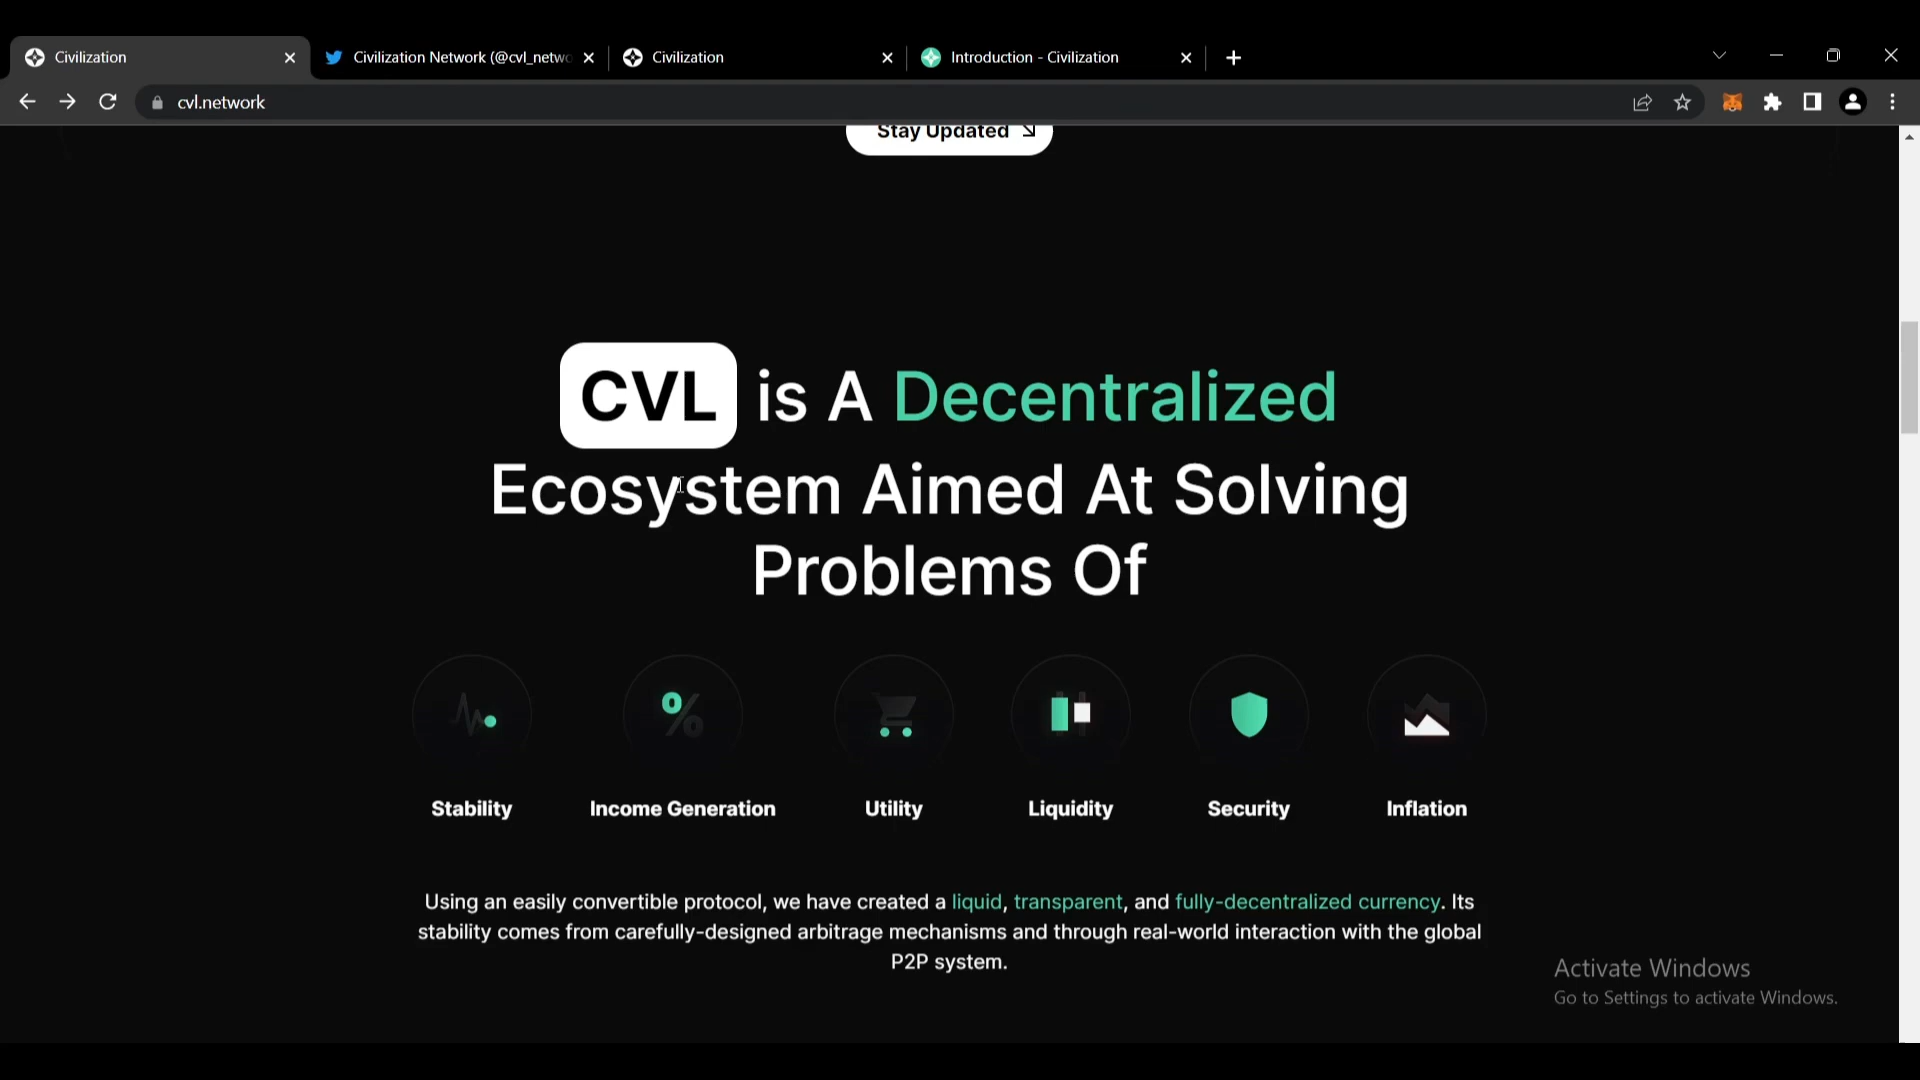 Civilization
Civilization Network (@cvl_netwo
Civilization
Introduction - Civilization
cvl.network
Stay Updated
CVL is A Decentralized
Ecosystem Aimed At Solving
Problems Of
%
Stability
Income Generation
Utility
Liquidity
Security
Inflation
Using an easily convertible protocol, we have created a liquid, transparent, and fully-decentralized currency. Its
stability comes from carefully-designed arbitrage mechanisms and through real-world interaction with the global
P2P system.
Activate Windows
Go to Settings to activate Windows.